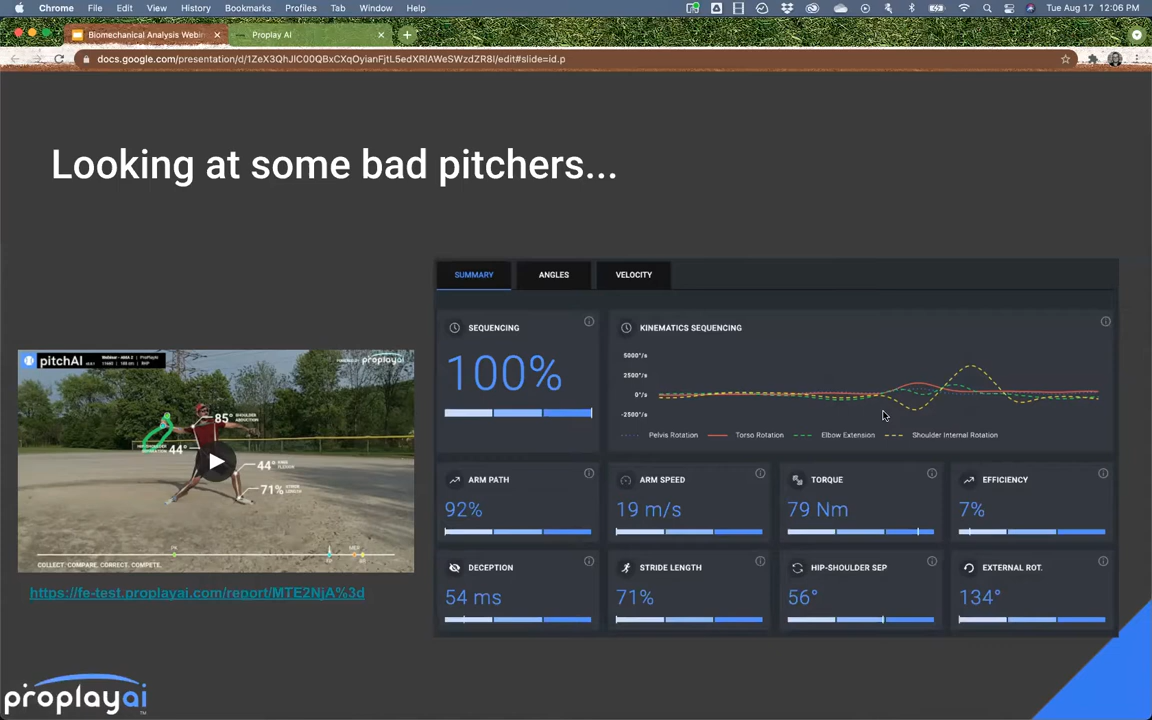 Chrome File Edit View History Bookmarks Profiles Tab Window Help Tue Aug 17 12:06 PM
Biomechanical Analysis Webin
Proplay AI
docs.google.com/presentation/d/1ZeX3QhJIC00QBxCXqOyianFjtL5edXRIAWeSWzdZR8I/edit#slide=id.p
Looking at some bad pitchers...
SUMMARY ANGLES VELOCITY
SEQUENCING
100%
KINEMATICS SEQUENCING
5000°/s
2500°/s
0°/s
-2500°/s
Pelvis Rotation Torso Rotation Elbow Extension Shoulder Internal Rotation
pitchAI
proplayai
85° SHOULDER ABDUCTION
44°
44°
71%
COLLECT. COMPARE. CORRECT. COMPETE.
ARM PATH
92%
ARM SPEED
19 m/s
TORQUE
79 Nm
EFFICIENCY
7%
DECEPTION
54 ms
STRIDE LENGTH
71%
HIP-SHOULDER SEP
56°
EXTERNAL ROT.
134°
https://fe-test.proplayai.com/report/MTE2NjA%3d
proplayai